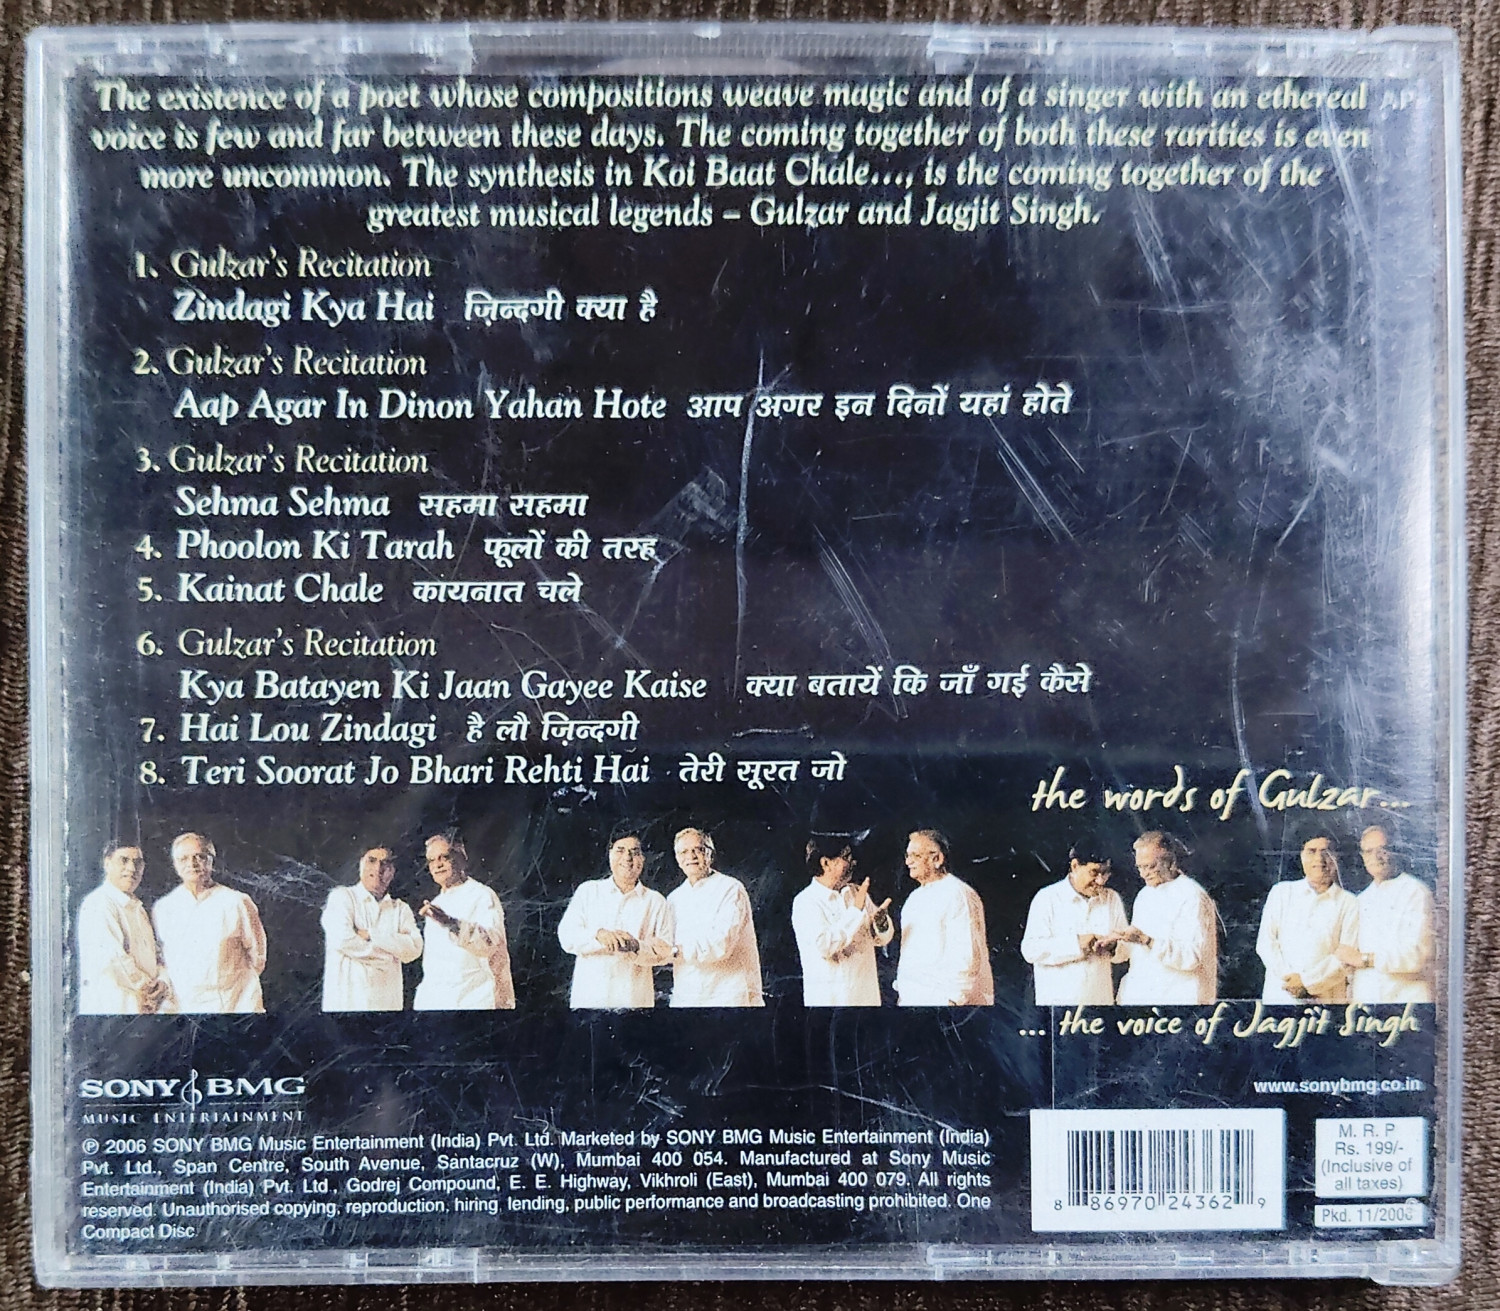 The existence of a poet whose compositions weave magic and of a singer with an ethereal
voice is few and far between these days. The coming together of both these rarities is even
more uncommon. The synthesis in Koi Baat Chale..., is the coming together of the
greatest musical legends – Gulzar and Jagjit Singh.
1. Gulzar's Recitation
Zindagi Kya Hai ज़िन्दगी क्या है
2. Gulzar's Recitation
Aap Agar In Dinon Yahan Hote आप अगर इन दिनों यहां होते
3. Gulzar's Recitation
Sehma Sehma सहमा सहमा
4. Phoolon Ki Tarah फूलों की तरह
5. Kainat Chale कायनात चले
6. Gulzar's Recitation
Kya Batayen Ki Jaan Gayee Kaise क्या बतायें कि जाँ गई कैसे
7. Hai Lou Zindagi है लौ ज़िन्दगी
8. Teri Soorat Jo Bhari Rehti Hai तेरी सूरत जो
the words of Gulzar...
... the voice of Jagjit Singh
SONY BMG
MUSIC ENTERTAINMENT
www.sonybmg.co.in
℗ 2006 SONY BMG Music Entertainment (India) Pvt. Ltd. Marketed by SONY BMG Music Entertainment (India)
Pvt. Ltd., Span Centre, South Avenue, Santacruz (W), Mumbai 400 054. Manufactured at Sony Music
Entertainment (India) Pvt. Ltd., Godrej Compound, E. E. Highway, Vikhroli (East), Mumbai 400 079. All rights
reserved. Unauthorised copying, reproduction, hiring, lending, public performance and broadcasting prohibited. One
Compact Disc.
8 86970 24362 9
M. R. P
Rs. 199/-
(Inclusive of
all taxes)
Pkd. 11/2006